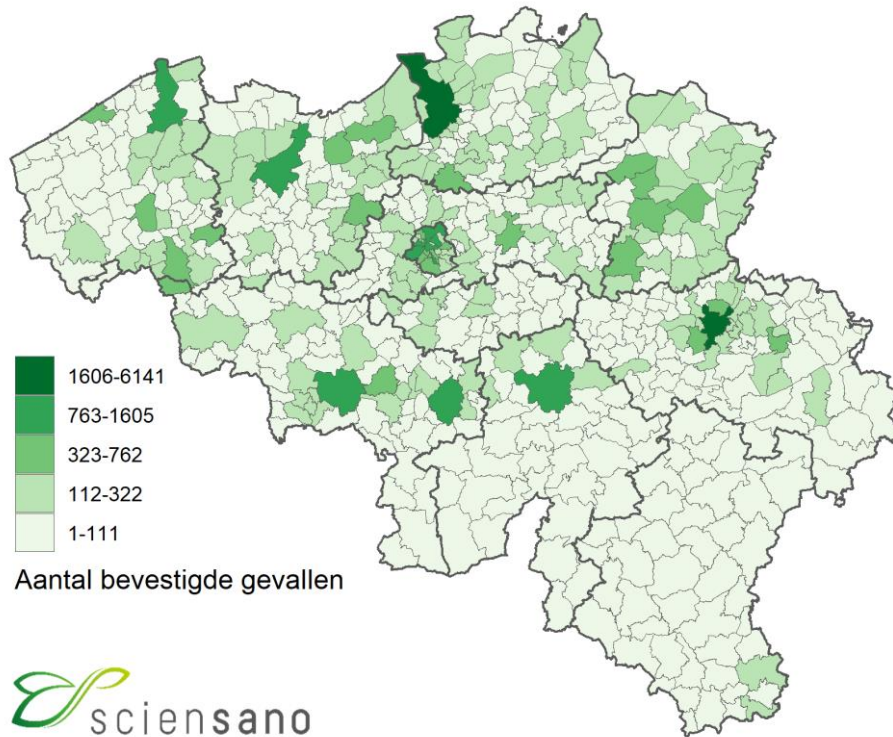 1606-6141
763-1605
323-762
112-322
1-111
Aantal bevestigde gevallen
sciensano